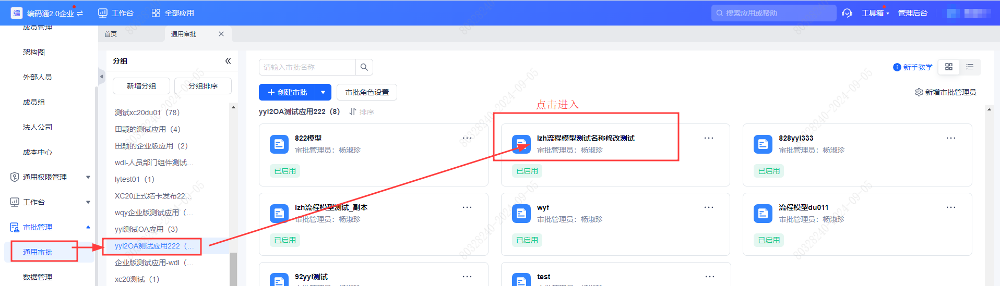 编 编码通2.0企业 工作台 全部应用 搜索应用或帮助 工具箱 管理后台
成员管理
架构图
外部人员
成员组
法人公司
成本中心
通用权限管理
工作台
审批管理
通用审批
数据管理
首页 通用审批
分组
新增分组 分组排序
测试xc20du01（78）
田颖的测试应用（4）
田颖的企业版应用（2）
wdl-人员部门组件测试...
lytest01（1）
XC20正式结卡发布22...
wqy企业版测试应用（...
yyl测试OA应用（3）
yyl2OA测试应用222（...
企业版测试应用-wdl（...
xc20测试（1）
请输入审批名称
新手教学
创建审批 审批角色设置
新增审批管理员
点击进入
yyl2OA测试应用222（8） 排序
822模型
审批管理员：杨淑珍
已启用
lzh流程模型测试名称修改测试
审批管理员：杨淑珍
已启用
828yyl333
审批管理员：杨淑珍
已启用
lzh流程模型测试_副本
审批管理员：杨淑珍
已启用
wyf
审批管理员：杨淑珍
已启用
流程模型du011
审批管理员：杨淑珍
已启用
92yyl测试
test
80328240-2024-09-05